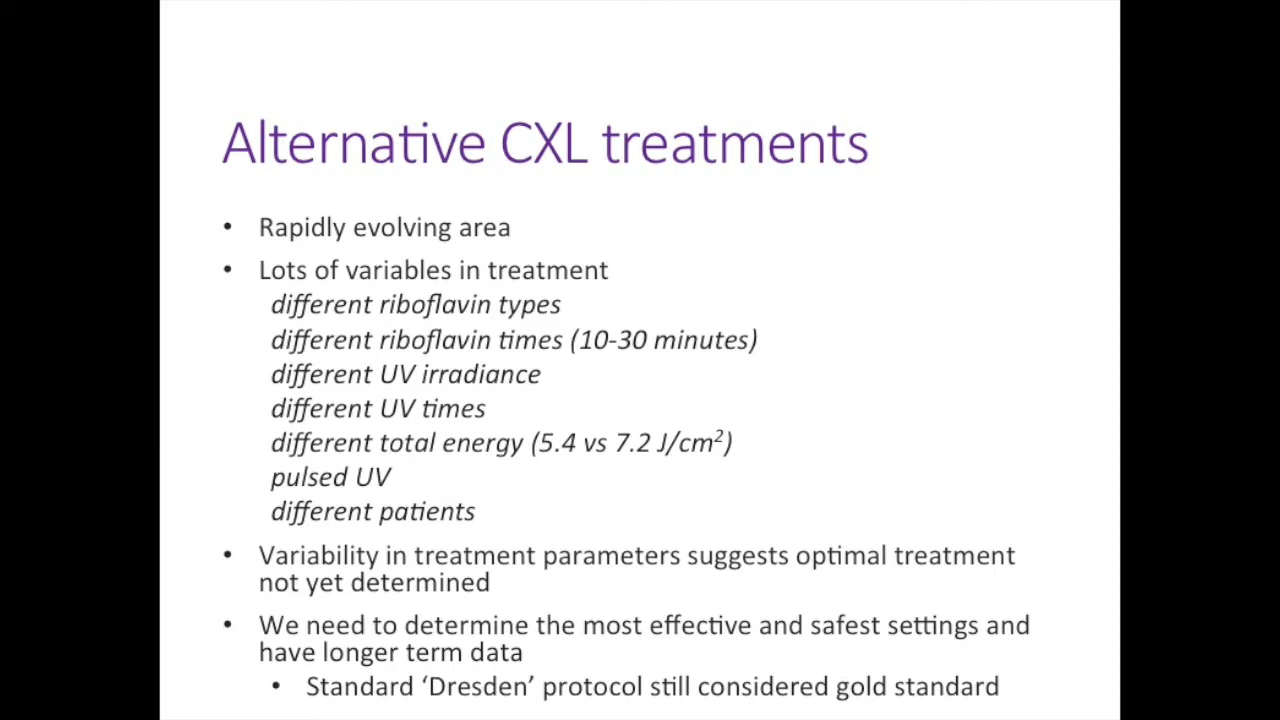 Alternative CXL treatments
• Rapidly evolving area
• Lots of variables in treatment
different riboflavin types
different riboflavin times (10-30 minutes)
different UV irradiance
different UV times
different total energy (5.4 vs 7.2 J/cm²)
pulsed UV
different patients
• Variability in treatment parameters suggests optimal treatment
not yet determined
• We need to determine the most effective and safest settings and
have longer term data
• Standard ‘Dresden’ protocol still considered gold standard